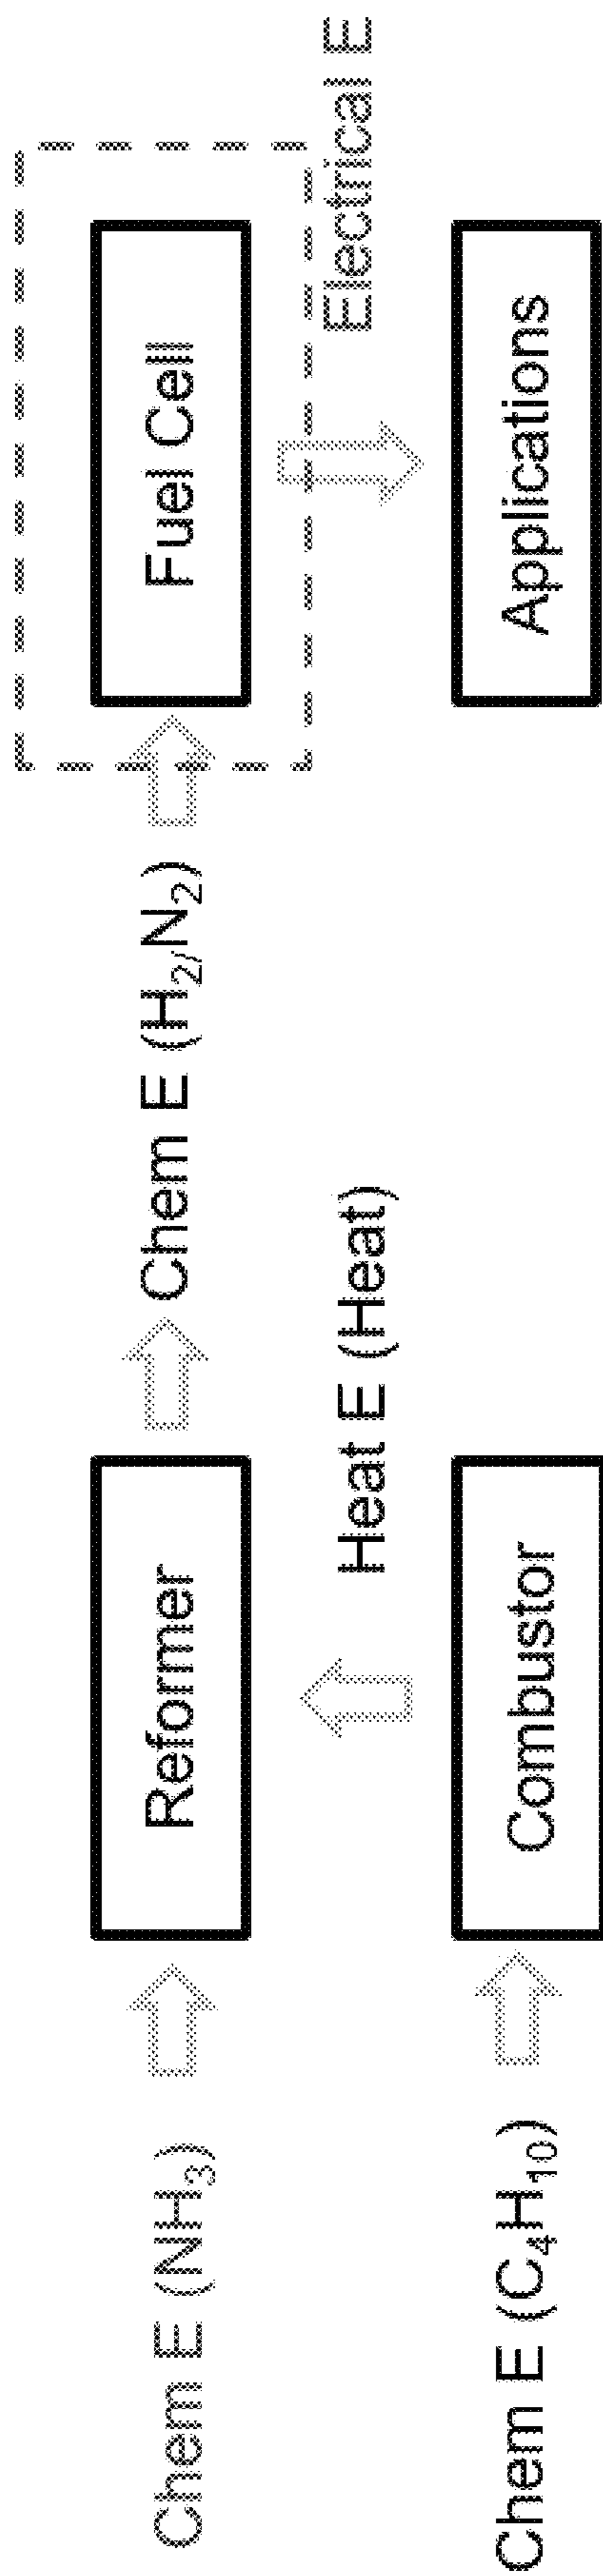 Chem E (NH3)
Reformer
Chem E (H2,N2)
Fuel Cell
Heat E (Heat)
Electrical E
Chem E (C4H10)
Combustor
Applications